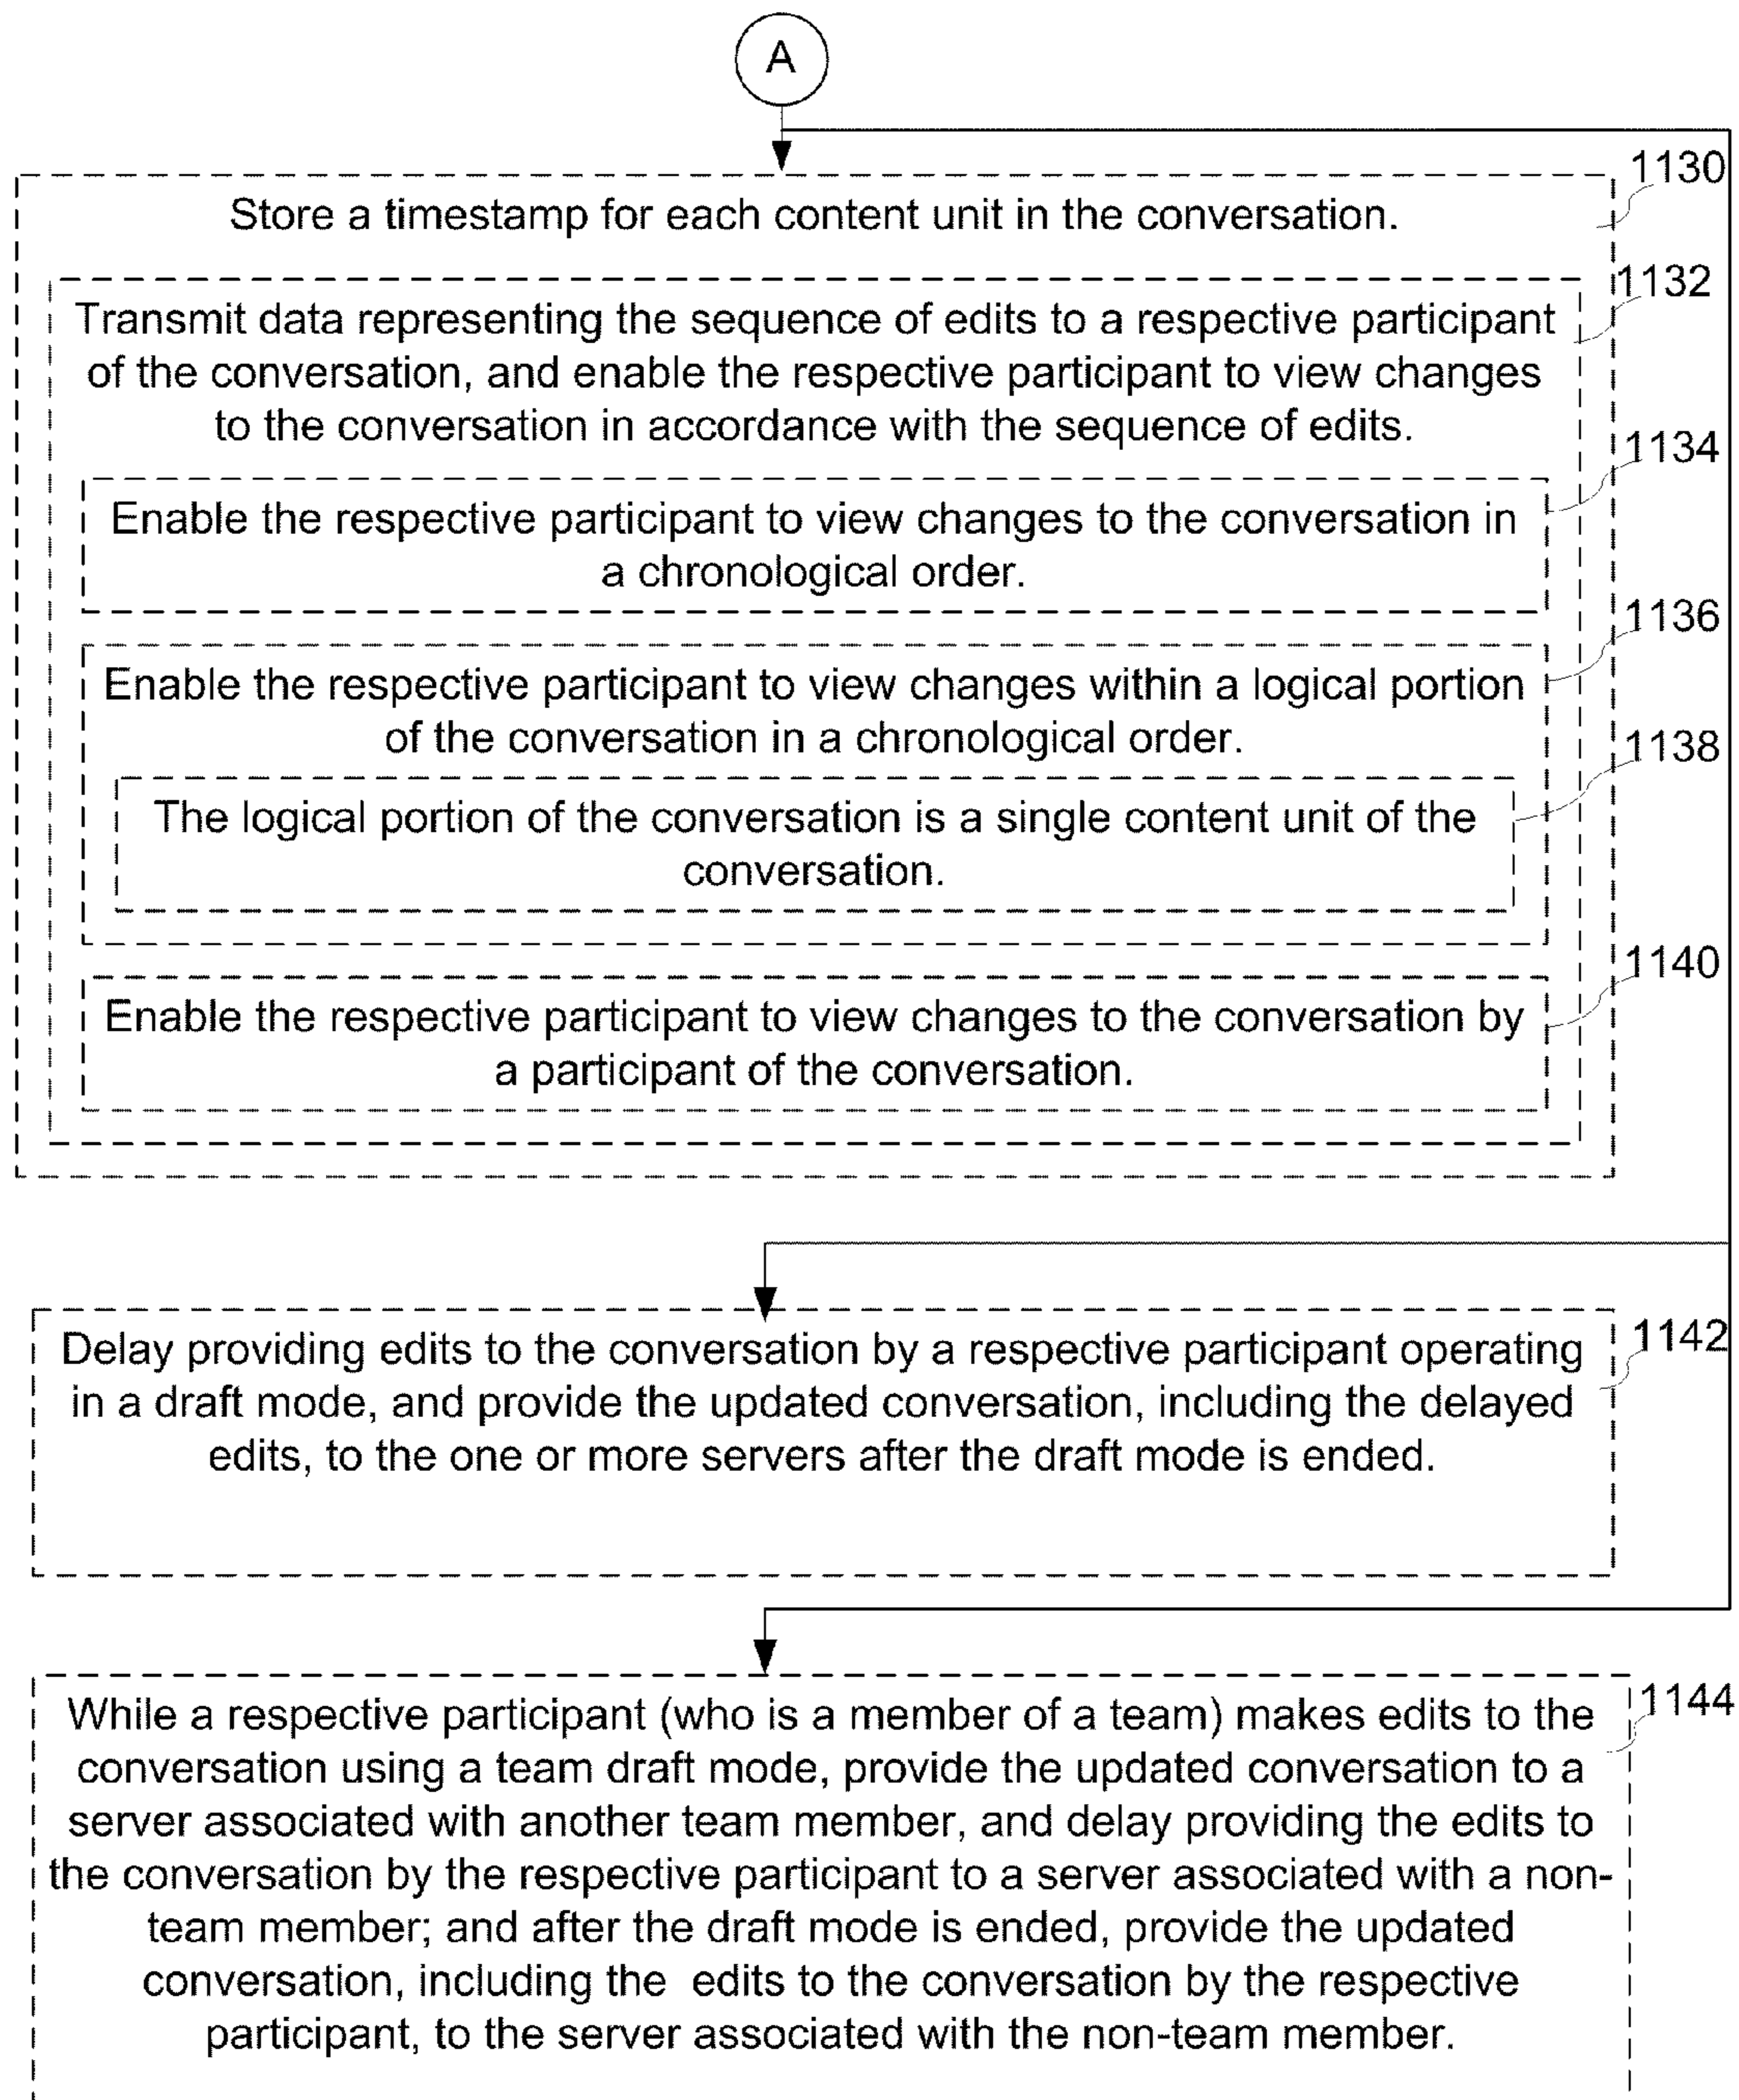 A
1130
Store a timestamp for each content unit in the conversation.
1132
Transmit data representing the sequence of edits to a respective participant
of the conversation, and enable the respective participant to view changes
to the conversation in accordance with the sequence of edits.
1134
Enable the respective participant to view changes to the conversation in
a chronological order.
1136
Enable the respective participant to view changes within a logical portion
of the conversation in a chronological order.
1138
The logical portion of the conversation is a single content unit of the
conversation.
1140
Enable the respective participant to view changes to the conversation by
a participant of the conversation.
1142
Delay providing edits to the conversation by a respective participant operating
in a draft mode, and provide the updated conversation, including the delayed
edits, to the one or more servers after the draft mode is ended.
1144
While a respective participant (who is a member of a team) makes edits to the
conversation using a team draft mode, provide the updated conversation to a
server associated with another team member, and delay providing the edits to
the conversation by the respective participant to a server associated with a non-
team member; and after the draft mode is ended, provide the updated
conversation, including the  edits to the conversation by the respective
participant, to the server associated with the non-team member.